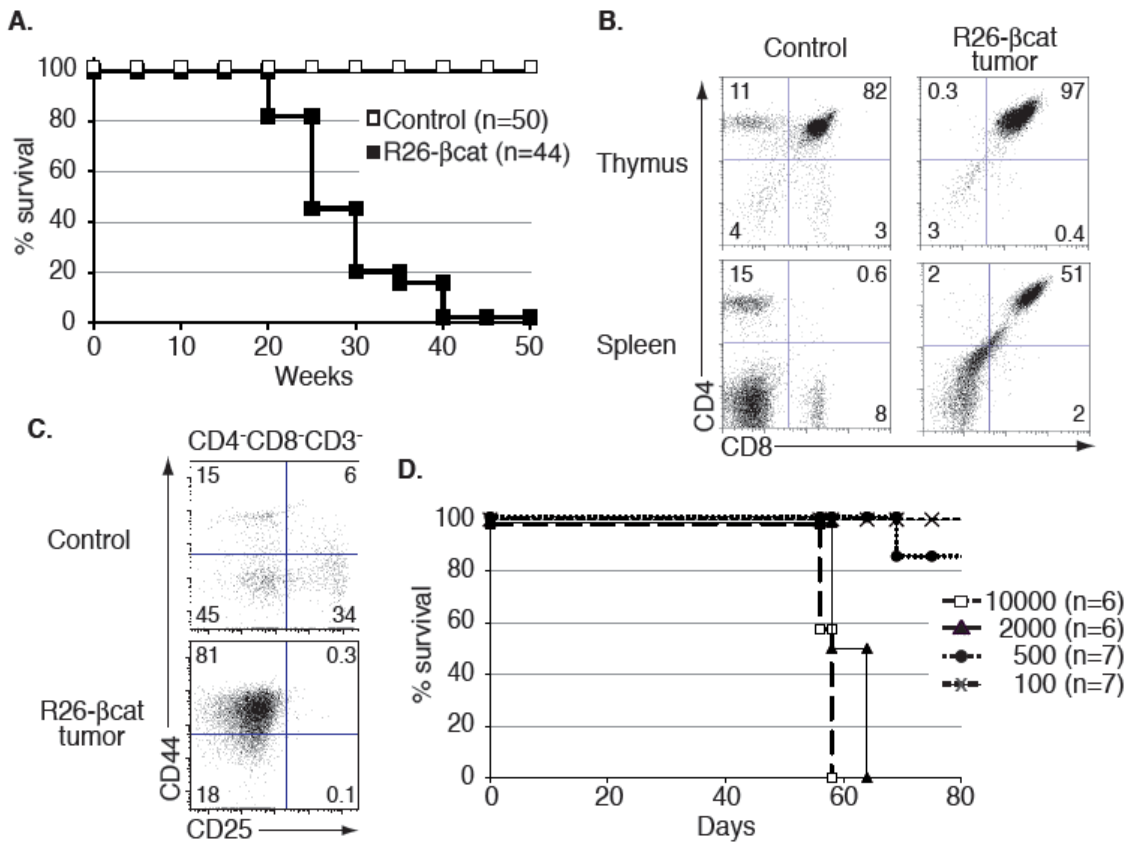 A.
100
80
60
40
20
0
% survival
0 10 20 30 40 50
Weeks
Control (n=50)
R26-βcat (n=44)
B.
Control
R26-βcat
tumor
Thymus
11 82
4 3
0.3 97
3 0.4
Spleen
15 0.6
8
2 51
2
CD4
CD8
C.
CD4-CD8-CD3-
Control
15 6
45 34
R26-βcat
tumor
81 0.3
18 0.1
CD44
CD25
D.
100
80
60
40
20
0
% survival
0 20 40 60 80
Days
10000 (n=6)
2000 (n=6)
500 (n=7)
100 (n=7)